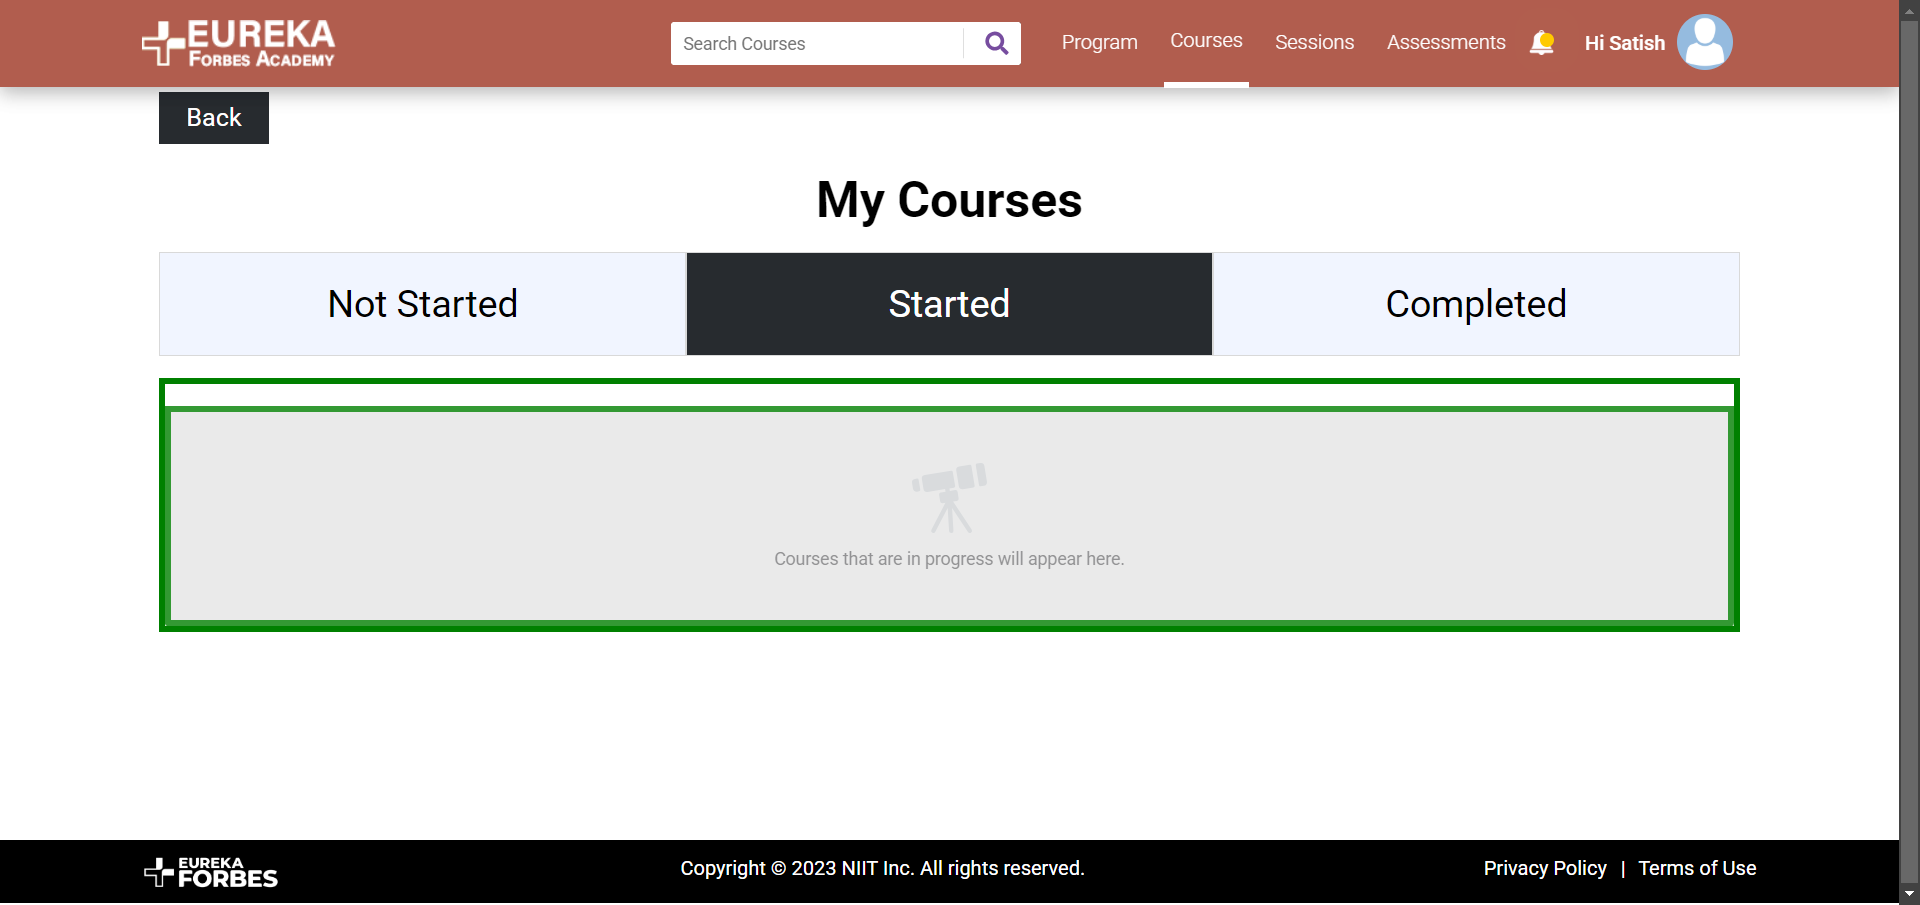 EUREKA
FORBES ACADEMY
Search Courses
Program
Courses
Sessions
Assessments
Hi Satish
Back
My Courses
Not Started
Started
Completed
Courses that are in progress will appear here.
EUREKA
FORBES
Copyright © 2023 NIIT Inc. All rights reserved.
Privacy Policy | Terms of Use